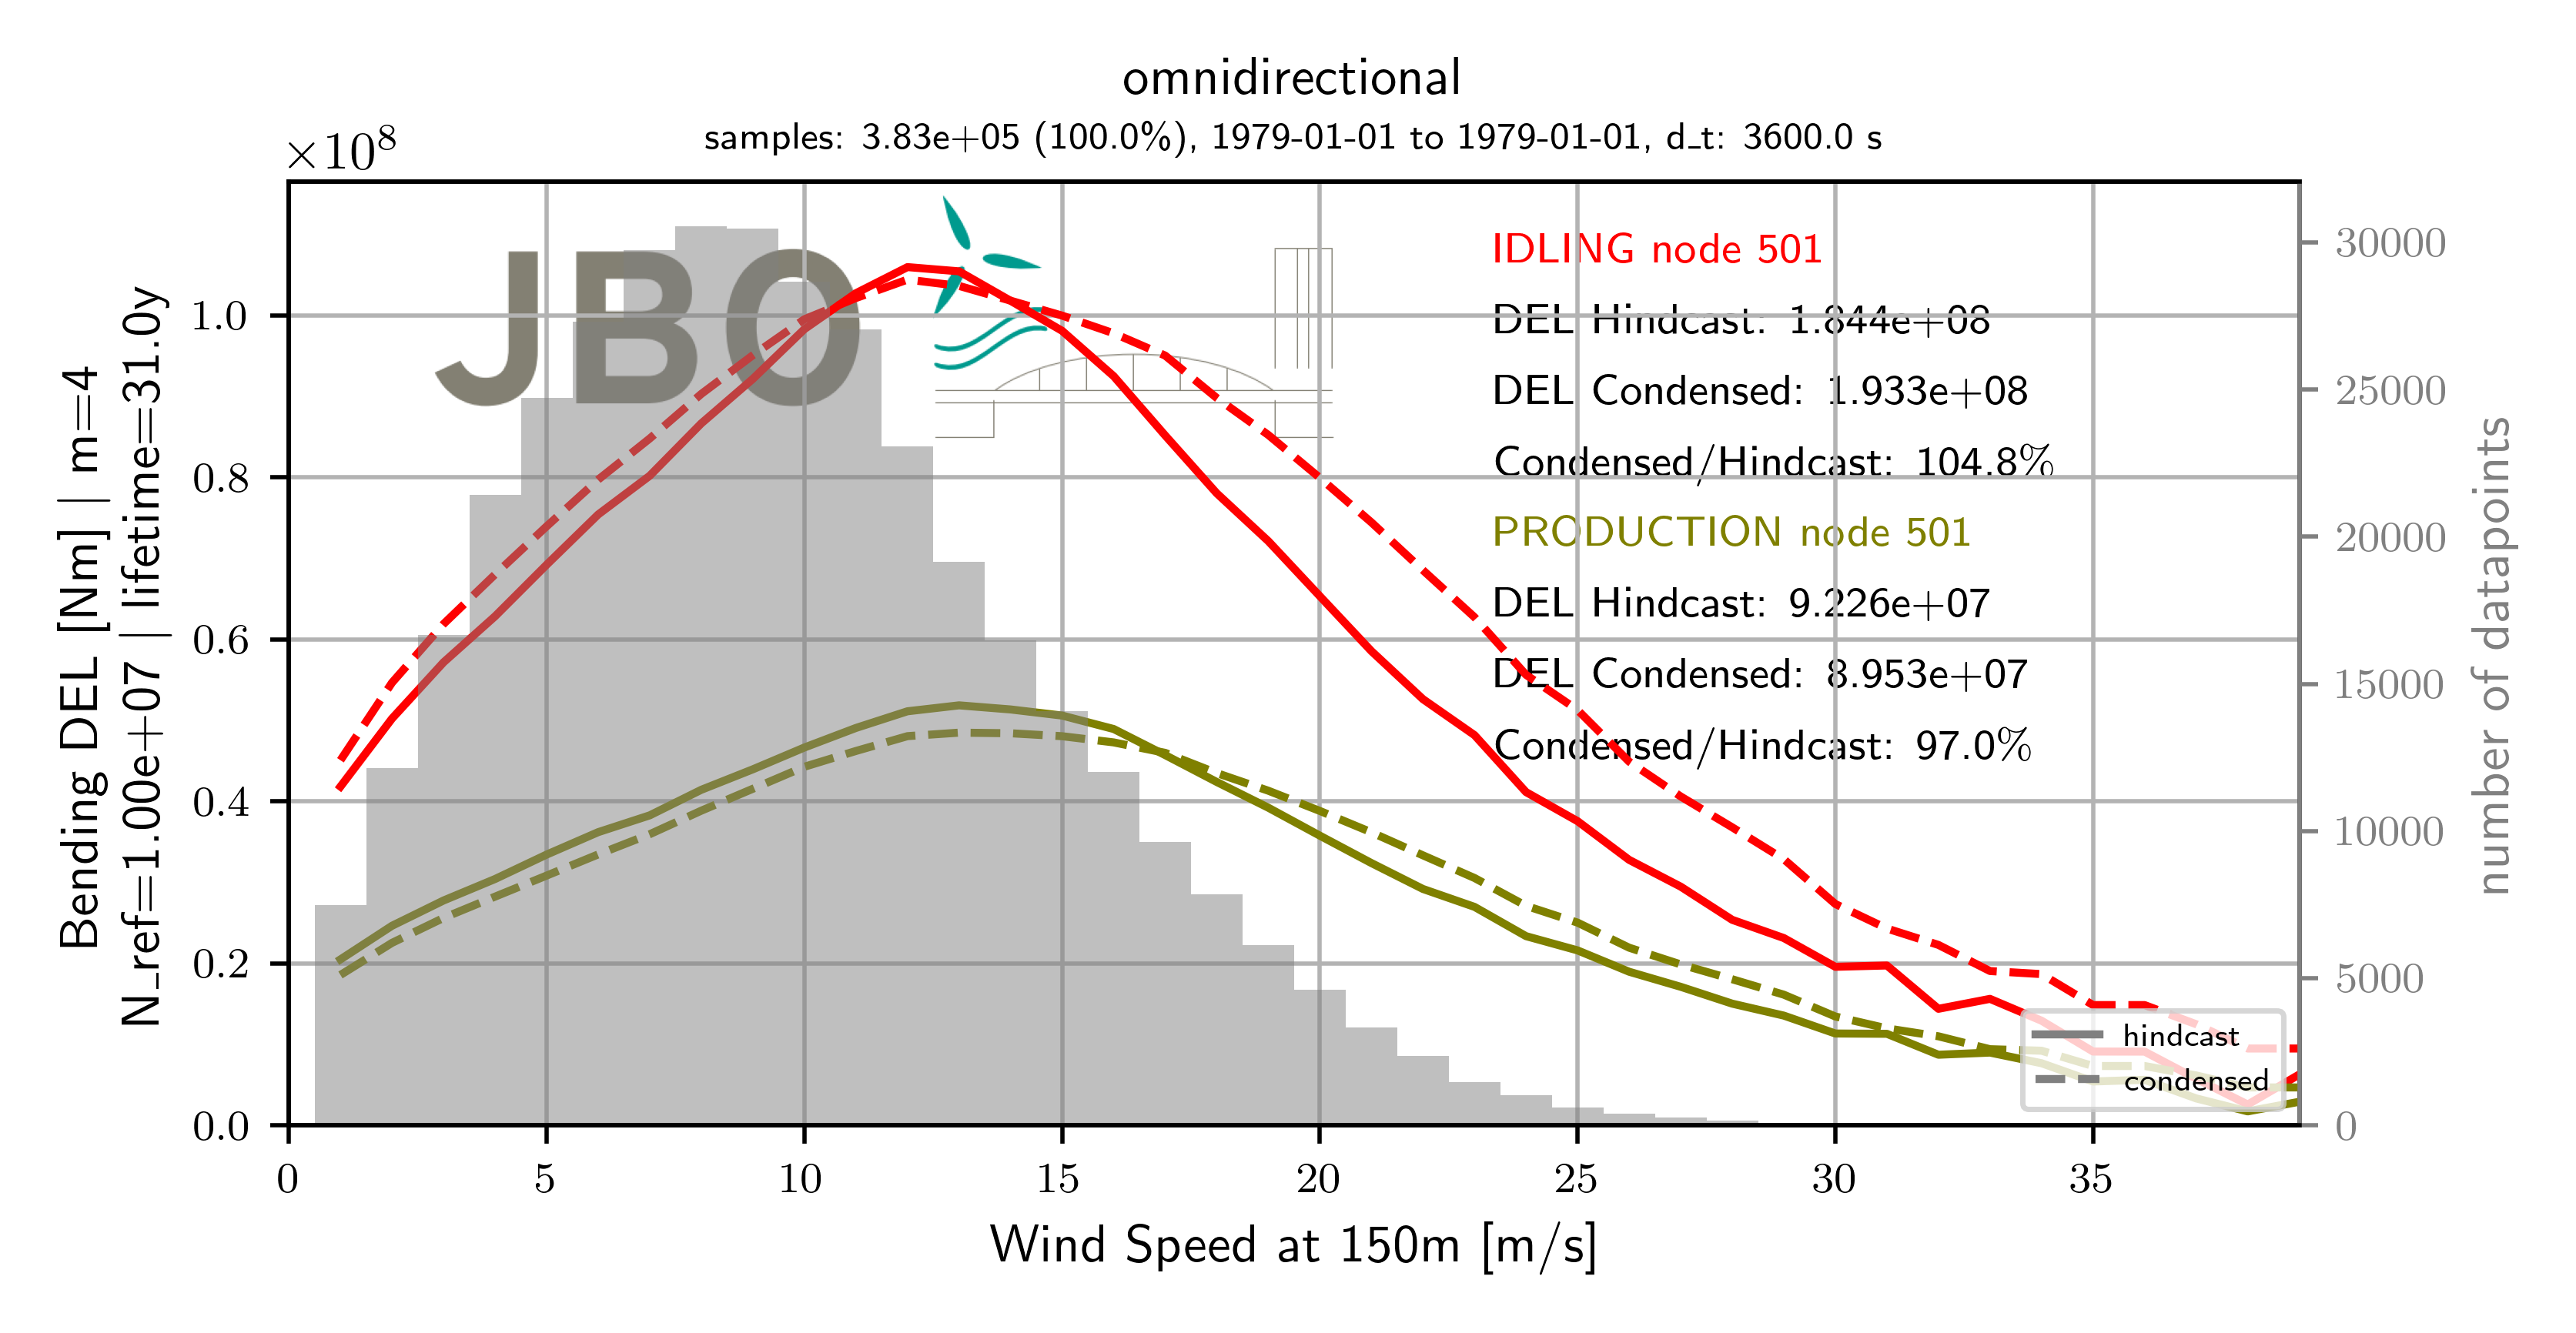 omnidirectional
samples: 3.83e+05 (100.0%), 1979-01-01 to 1979-01-01, d_t: 3600.0 s
×10⁸
JBO
IDLING node 501
DEL Hindcast: 1.844e+08
DEL Condensed: 1.933e+08
Condensed/Hindcast: 104.8%
PRODUCTION node 501
DEL Hindcast: 9.226e+07
DEL Condensed: 8.953e+07
Condensed/Hindcast: 97.0%
hindcast
condensed
Bending DEL [Nm] | m=4
N_ref=1.00e+07 | lifetime=31.0y
1.0
0.8
0.6
0.4
0.2
0.0
30000
25000
20000
15000
10000
5000
0
number of datapoints
0 5 10 15 20 25 30 35
Wind Speed at 150m [m/s]